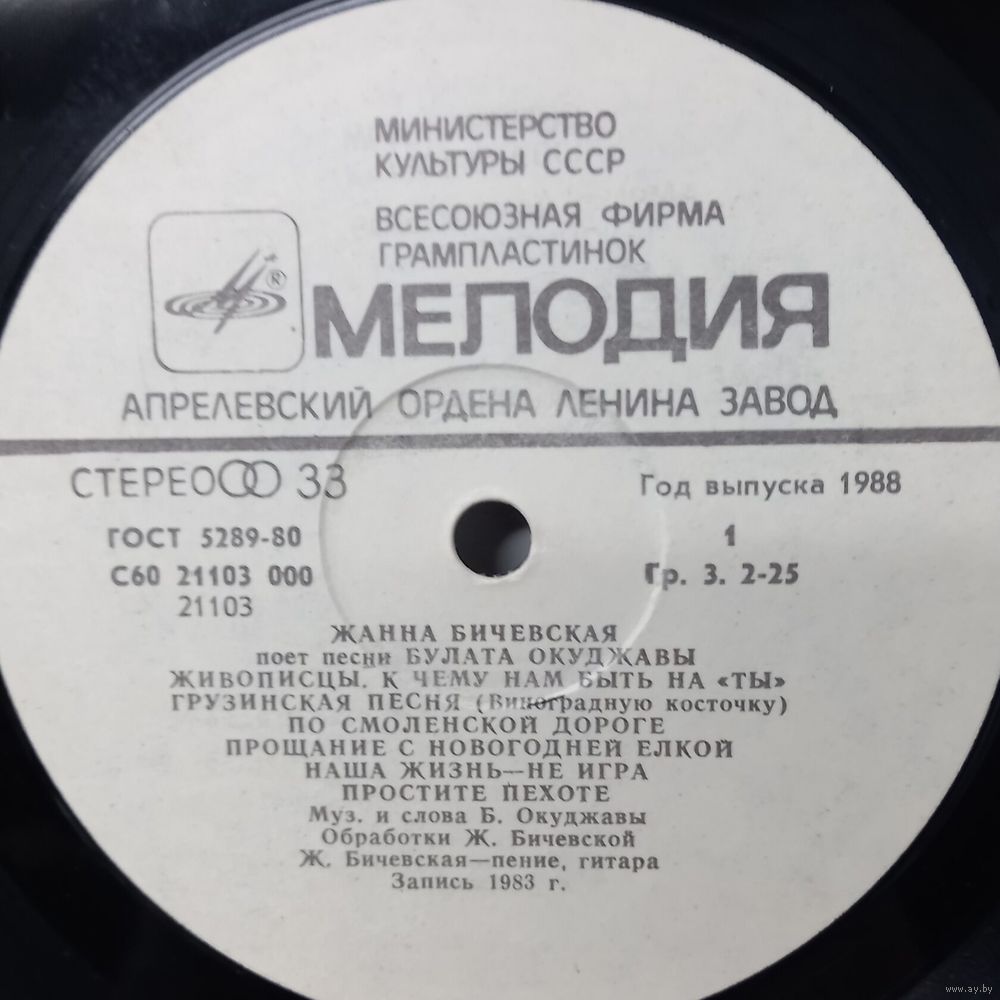 МИНИСТЕРСТВО
КУЛЬТУРЫ СССР
ВСЕСОЮЗНАЯ ФИРМА
ГРАМПЛАСТИНОК
®
МЕЛОДИЯ
АПРЕЛЕВСКИЙ ОРДЕНА ЛЕНИНА ЗАВОД
СТЕРЕО 33
Год выпуска 1988
ГОСТ 5289-80
1
С60 21103 000
Гр. 3. 2-25
21103
ЖАННА БИЧЕВСКАЯ
поет песни БУЛАТА ОКУДЖАВЫ
ЖИВОПИСЦЫ. К ЧЕМУ НАМ БЫТЬ НА «ТЫ»
ГРУЗИНСКАЯ ПЕСНЯ (Виноградную косточку)
ПО СМОЛЕНСКОЙ ДОРОГЕ
ПРОЩАНИЕ С НОВОГОДНЕЙ ЕЛКОЙ
НАША ЖИЗНЬ—НЕ ИГРА
ПРОСТИТЕ ПЕХОТЕ
Муз. и слова Б. Окуджавы
Обработки Ж. Бичевской
Ж. Бичевская—пение, гитара
Запись 1983 г.
www.ay.by